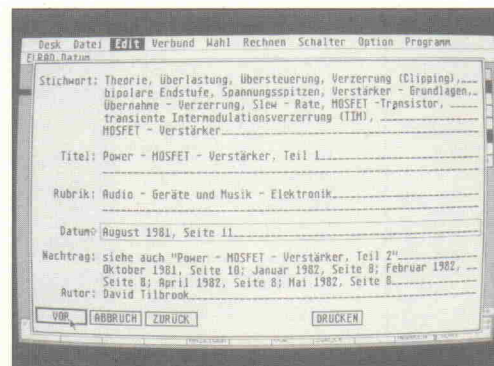 Desk Datei Edit Verbund Wahl Rechnen Schalter Option Programm
ELRAD.Datum
Stichwort: Theorie, Überlastung, Übersteuerung, Verzerrung (Clipping),
bipolare Endstufe, Spannungsspitzen, Verstärker - Grundlagen,
Übernahme - Verzerrung, Slew - Rate, MOSFET -Transistor,
transiente Intermodulationsverzerrung (TIM),
MOSFET - Verstärker
Titel: Power - MOSFET - Verstärker, Teil 1
Rubrik: Audio - Geräte und Musik - Elektronik
Datum: August 1981, Seite 11
Nachtrag: siehe auch "Power - MOSFET - Verstärker, Teil 2"
Oktober 1981, Seite 10; Januar 1982, Seite 8; Februar 1982,
Seite 8; April 1982, Seite 8; Mai 1982, Seite 8
Autor: David Tilbrook
VOR ABBRUCH ZURÜCK DRUCKEN